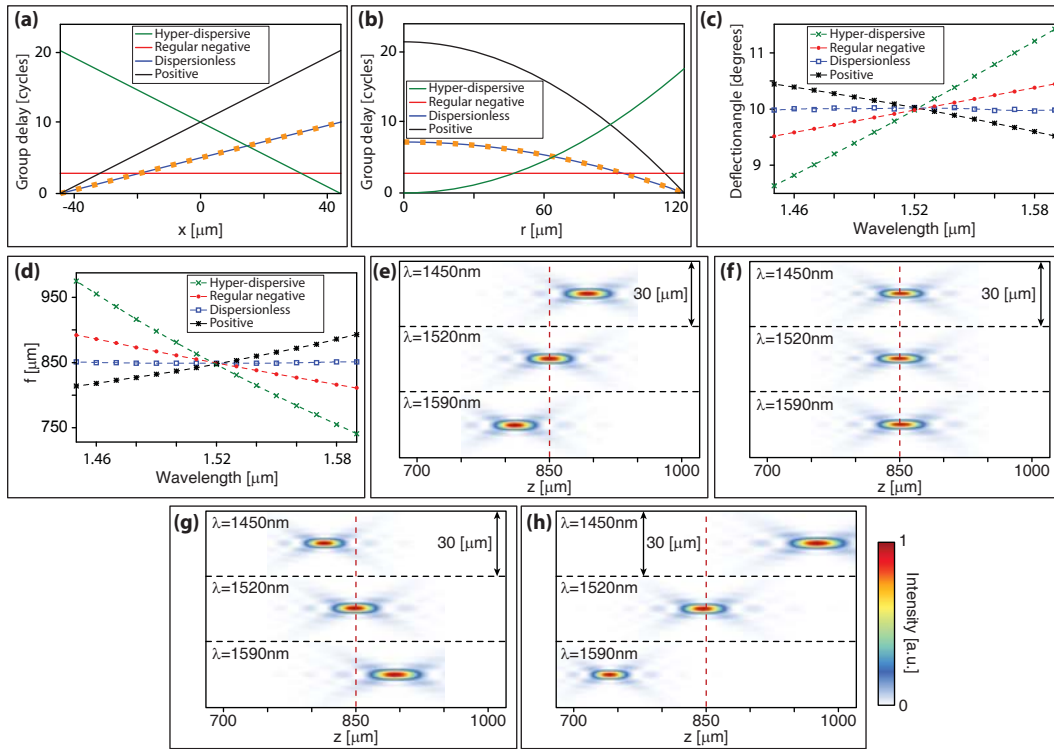 (a)
Hyper-dispersive
Regular negative
Dispersionless
Positive
Group delay [cycles]
20
10
0
-40
0
40
x [μm]
(b)
Hyper-dispersive
Regular negative
Dispersionless
Positive
Group delay [cycles]
20
10
0
0
60
120
r [μm]
(c)
Hyper-dispersive
Regular negative
Dispersionless
Positive
Deflectionangle [degrees]
11
10
9
1.46
1.52
1.58
Wavelength [μm]
(d)
Hyper-dispersive
Regular negative
Dispersionless
Positive
f [μm]
950
850
750
1.46
1.52
1.58
Wavelength [μm]
(e)
λ=1450nm
30 [μm]
λ=1520nm
λ=1590nm
700
850
1000
z [μm]
(f)
λ=1450nm
30 [μm]
λ=1520nm
λ=1590nm
700
850
1000
z [μm]
(g)
λ=1450nm
30 [μm]
λ=1520nm
λ=1590nm
700
850
1000
z [μm]
(h)
λ=1450nm
30 [μm]
λ=1520nm
λ=1590nm
700
850
1000
z [μm]
1
Intensity [a.u.]
0